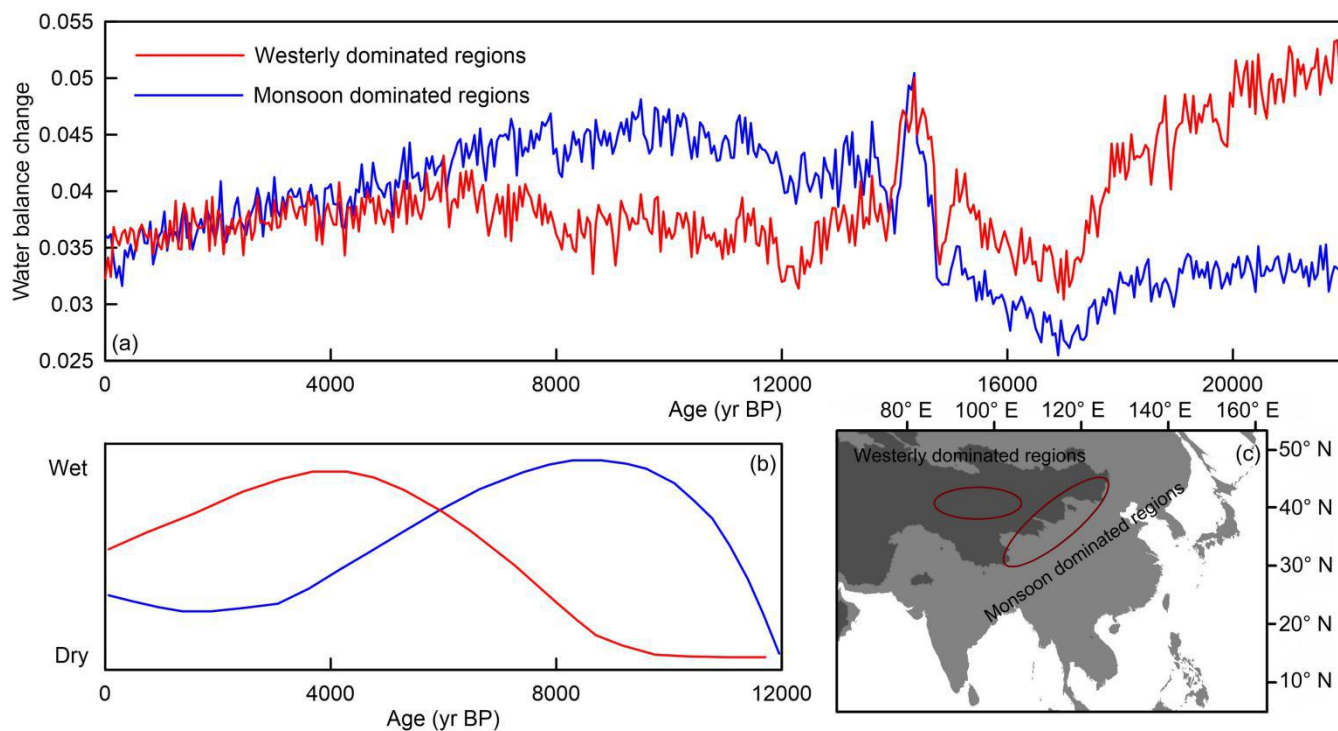 0.055
0.05
0.045
0.04
0.035
0.03
0.025
Water balance change
Westerly dominated regions
Monsoon dominated regions
(a)
0 4000 8000 12000 16000 20000
Age (yr BP)
Wet
Dry
(b)
0 4000 8000 12000
Age (yr BP)
80° E 100° E 120° E 140° E 160° E
Westerly dominated regions
(c)
Monsoon dominated regions
50° N
40° N
30° N
20° N
10° N